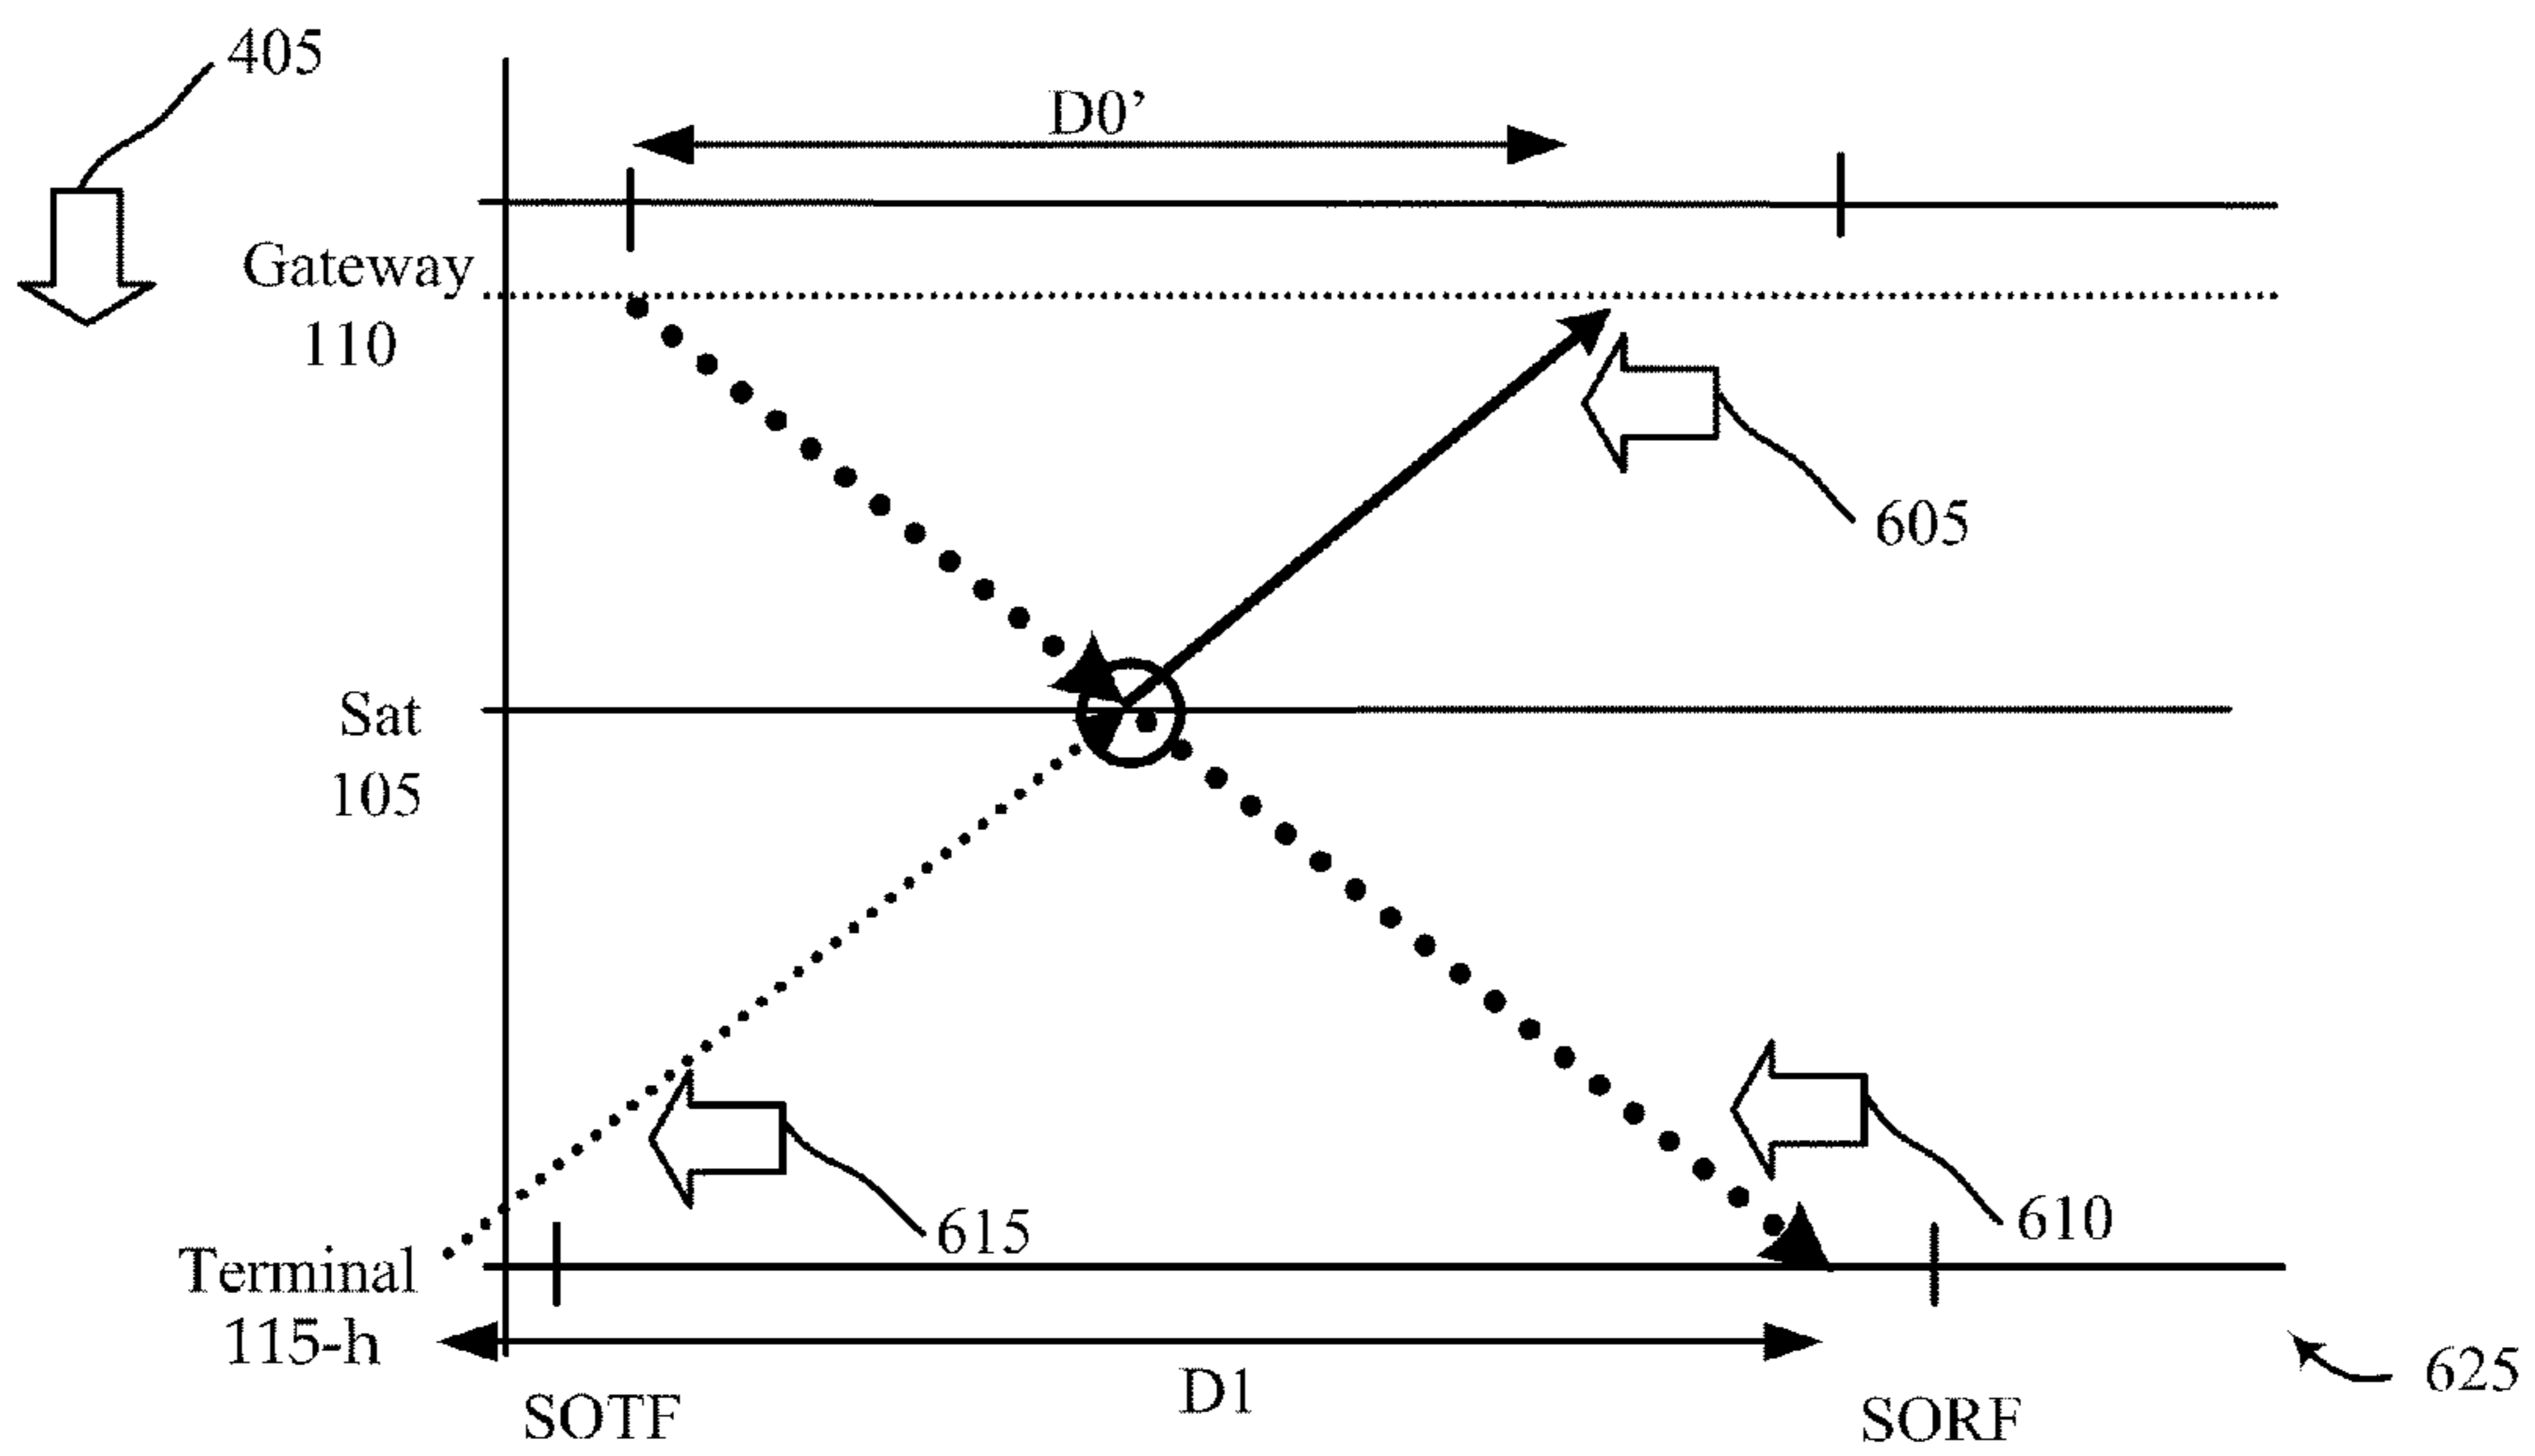 405
D0’
Gateway
110
605
Sat
105
615
610
Terminal
115-h
D1
625
SOTF
SORF